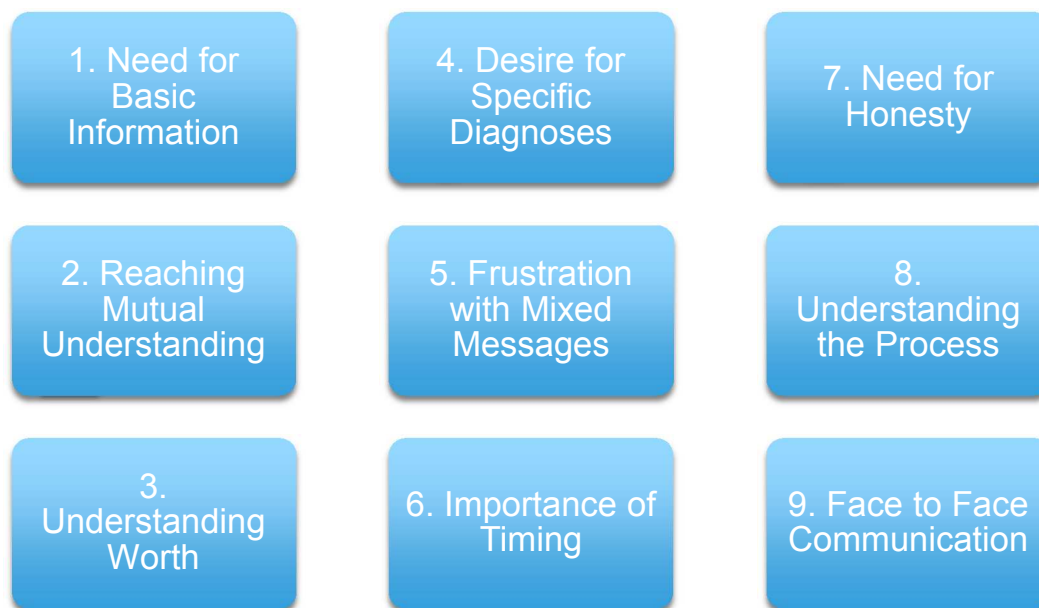 1. Need for
Basic
Information
2. Reaching
Mutual
Understanding
3.
Understanding
Worth
4. Desire for
Specific
Diagnoses
5. Frustration
with Mixed
Messages
6. Importance of
Timing
7. Need for
Honesty
8.
Understanding
the Process
9. Face to Face
Communication